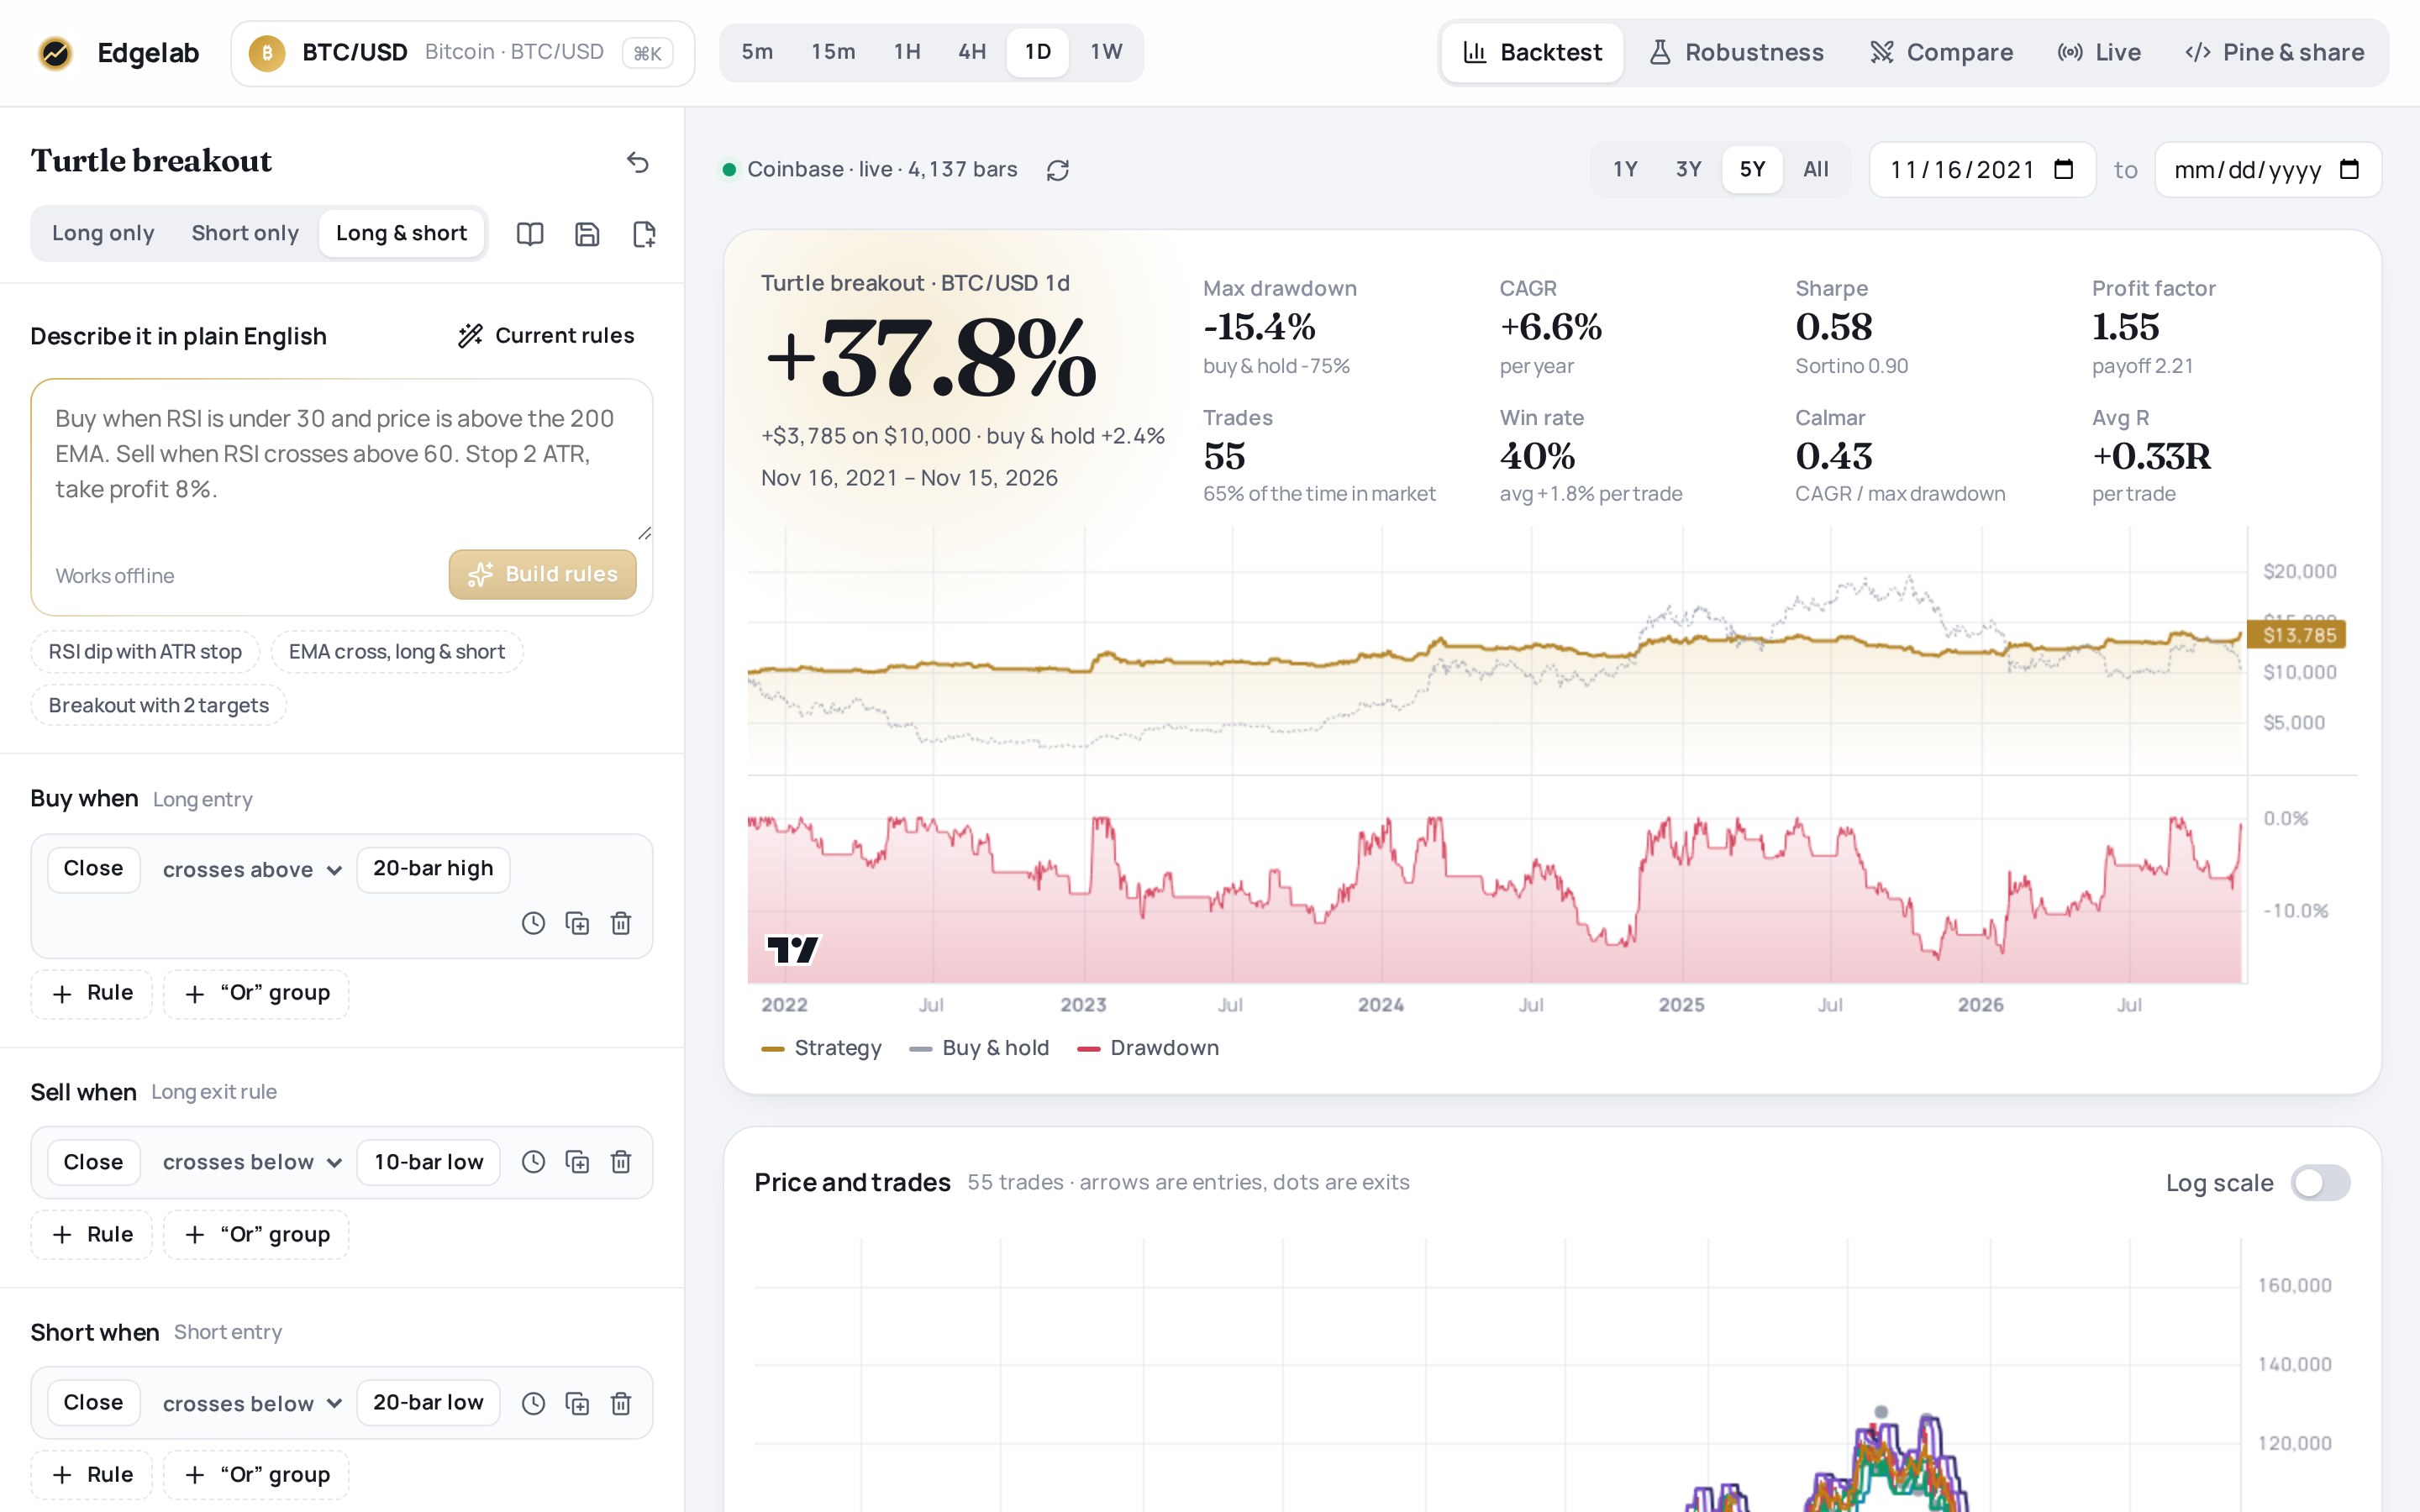 Edgelab
BTC/USD Bitcoin · BTC/USD ⌘K
5m 15m 1H 4H 1D 1W
Backtest Robustness Compare Live Pine & share
Turtle breakout
Long only Short only Long & short
Describe it in plain English Current rules
Buy when RSI is under 30 and price is above the 200
EMA. Sell when RSI crosses above 60. Stop 2 ATR,
take profit 8%.
Works offline Build rules
RSI dip with ATR stop EMA cross, long & short
Breakout with 2 targets
Buy when Long entry
Close crosses above 20-bar high
+ Rule + “Or” group
Sell when Long exit rule
Close crosses below 10-bar low
+ Rule + “Or” group
Short when Short entry
Close crosses below 20-bar low
+ Rule + “Or” group
Coinbase · live · 4,137 bars
1Y 3Y 5Y All 11/16/2021 to mm/dd/yyyy
Turtle breakout · BTC/USD 1d
+37.8%
+$3,785 on $10,000 · buy & hold +2.4%
Nov 16, 2021 – Nov 15, 2026
Max drawdown
-15.4%
buy & hold -75%
CAGR
+6.6%
per year
Sharpe
0.58
Sortino 0.90
Profit factor
1.55
payoff 2.21
Trades
55
65% of the time in market
Win rate
40%
avg +1.8% per trade
Calmar
0.43
CAGR / max drawdown
Avg R
+0.33R
per trade
$20,000
$13,785
$10,000
$5,000
0.0%
-10.0%
2022 Jul 2023 Jul 2024 Jul 2025 Jul 2026 Jul
Strategy Buy & hold Drawdown
Price and trades 55 trades · arrows are entries, dots are exits
Log scale
160,000
140,000
120,000